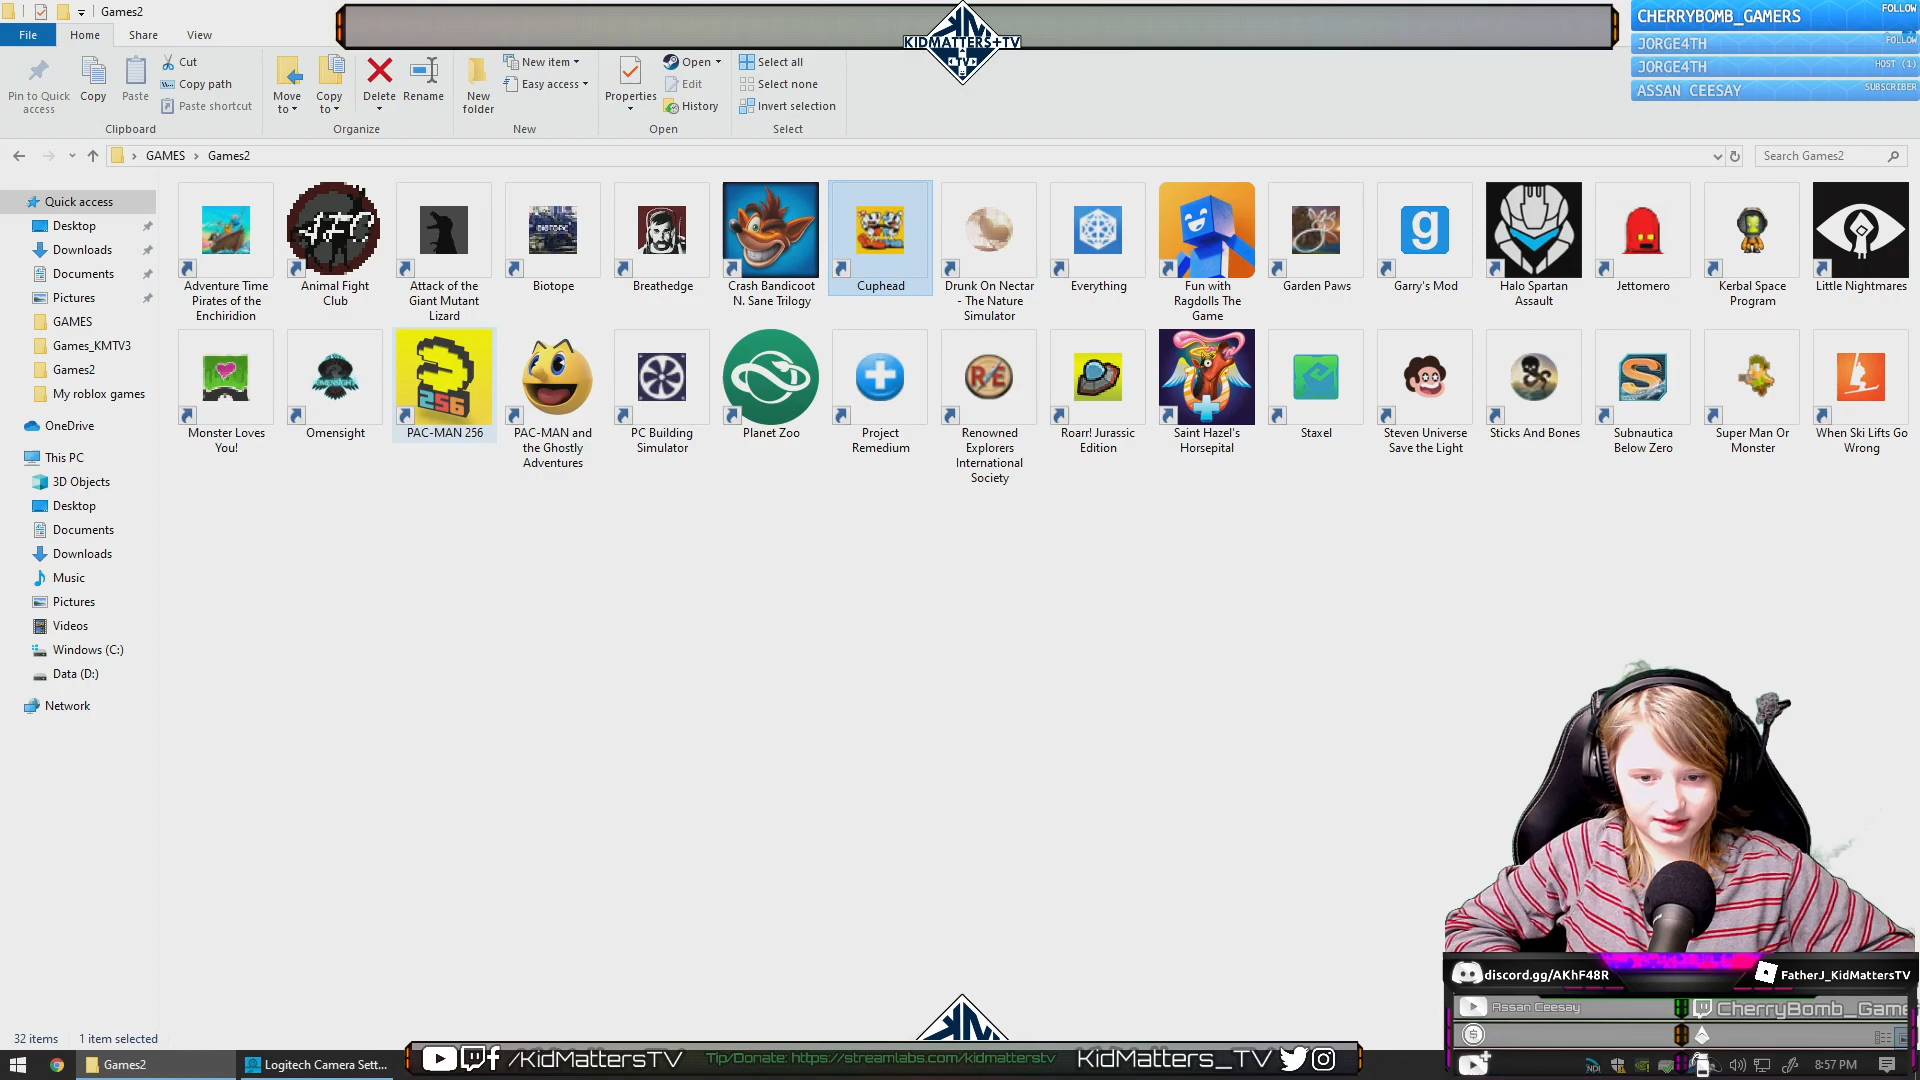 Games2
File
Home
Share
View
KIDMATTERS+TV
TV
CHERRYBOMB_GAMERS
FOLLOW
JORGE4TH
FOLLOW
JORGE4TH
HOST (1)
ASSAN CEESAY
SUBSCRIBER
Pin to Quick
access
Copy
Paste
Cut
Copy path
Paste shortcut
Clipboard
Move
to
Copy
to
Delete
Rename
Organize
New
folder
New item
Easy access
New
Properties
Open
Edit
History
Open
Select all
Select none
Invert selection
Select
GAMES
Games2
Search Games2
Quick access
Desktop
Downloads
Documents
Pictures
GAMES
Games_KMTV3
Games2
My roblox games
OneDrive
This PC
3D Objects
Desktop
Documents
Downloads
Music
Pictures
Videos
Windows (C:)
Data (D:)
Network
BIOTOPE
g
Adventure Time
Pirates of the
Enchiridion
Animal Fight
Club
Attack of the
Giant Mutant
Lizard
Biotope
Breathedge
Crash Bandicoot
N. Sane Trilogy
Cuphead
Drunk On Nectar
- The Nature
Simulator
Everything
Fun with
Ragdolls The
Game
Garden Paws
Garry's Mod
Halo Spartan
Assault
Jettomero
Kerbal Space
Program
Little Nightmares
OMENSIGHT
256
R/E
S
Monster Loves
You!
Omensight
PAC-MAN 256
PAC-MAN and
the Ghostly
Adventures
PC Building
Simulator
Planet Zoo
Project
Remedium
Renowned
Explorers
International
Society
Roarr! Jurassic
Edition
Saint Hazel's
Horsepital
Staxel
Steven Universe
Save the Light
Sticks And Bones
Subnautica
Below Zero
Super Man Or
Monster
When Ski Lifts Go
Wrong
discord.gg/AKhF48R
FatherJ_KidMattersTV
Assan Ceesay
CherryBomb_Game
32 items
1 item selected
Games2
Logitech Camera Sett...
/KidMattersTV
Tip/Donate: https://streamlabs.com/kidmatterstv
KidMatters_TV
8:57 PM